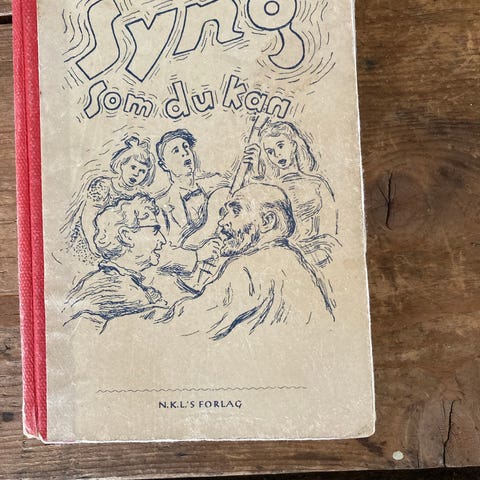 Syng
Som du kan
N.K.L.'S FORLAG